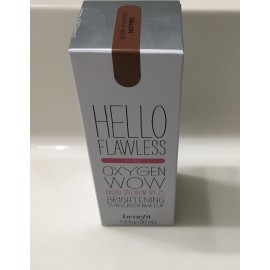 HELLO
FLAWLESS
OXYGEN
WOW
BROAD SPECTRUM SPF 25
BRIGHTENING
SUNSCREEN MAKEUP
benefit